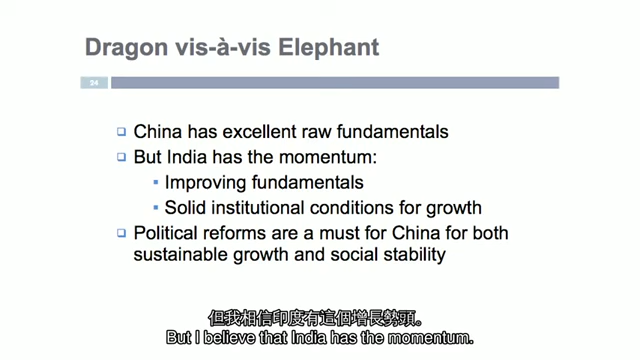 Dragon vis-à-vis Elephant
24
China has excellent raw fundamentals
But India has the momentum:
Improving fundamentals
Solid institutional conditions for growth
Political reforms are a must for China for both
sustainable growth and social stability
但我相信印度有這個增長勢頭。
But I believe that India has the momentum.